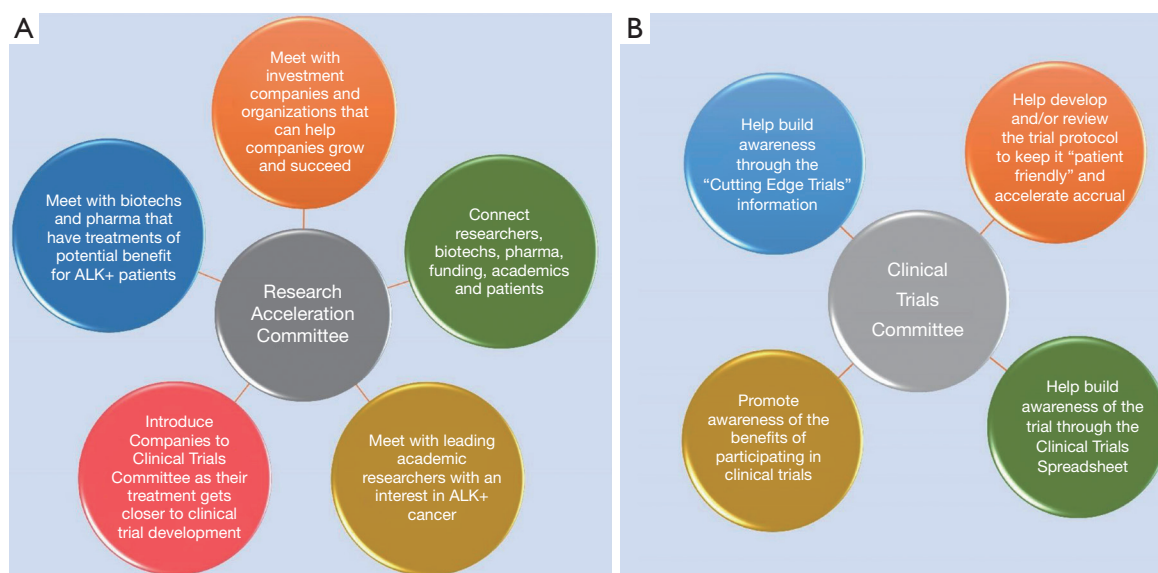 A
Meet with
investment
companies and
organizations that
can help
companies grow
and succeed
Meet with biotechs
and pharma that
have treatments of
potential benefit
for ALK+ patients
Connect
researchers,
biotechs, pharma,
funding, academics
and patients
Research
Acceleration
Committee
Introduce
Companies to
Clinical Trials
Committee as their
treatment gets
closer to clinical
trial development
Meet with leading
academic
researchers with an
interest in ALK+
cancer
B
Help build
awareness
through the
“Cutting Edge Trials”
information
Help develop
and/or review
the trial protocol
to keep it “patient
friendly” and
accelerate accrual
Clinical
Trials
Committee
Promote
awareness of the
benefits of
participating in
clinical trials
Help build
awareness of the
trial through the
Clinical Trials
Spreadsheet